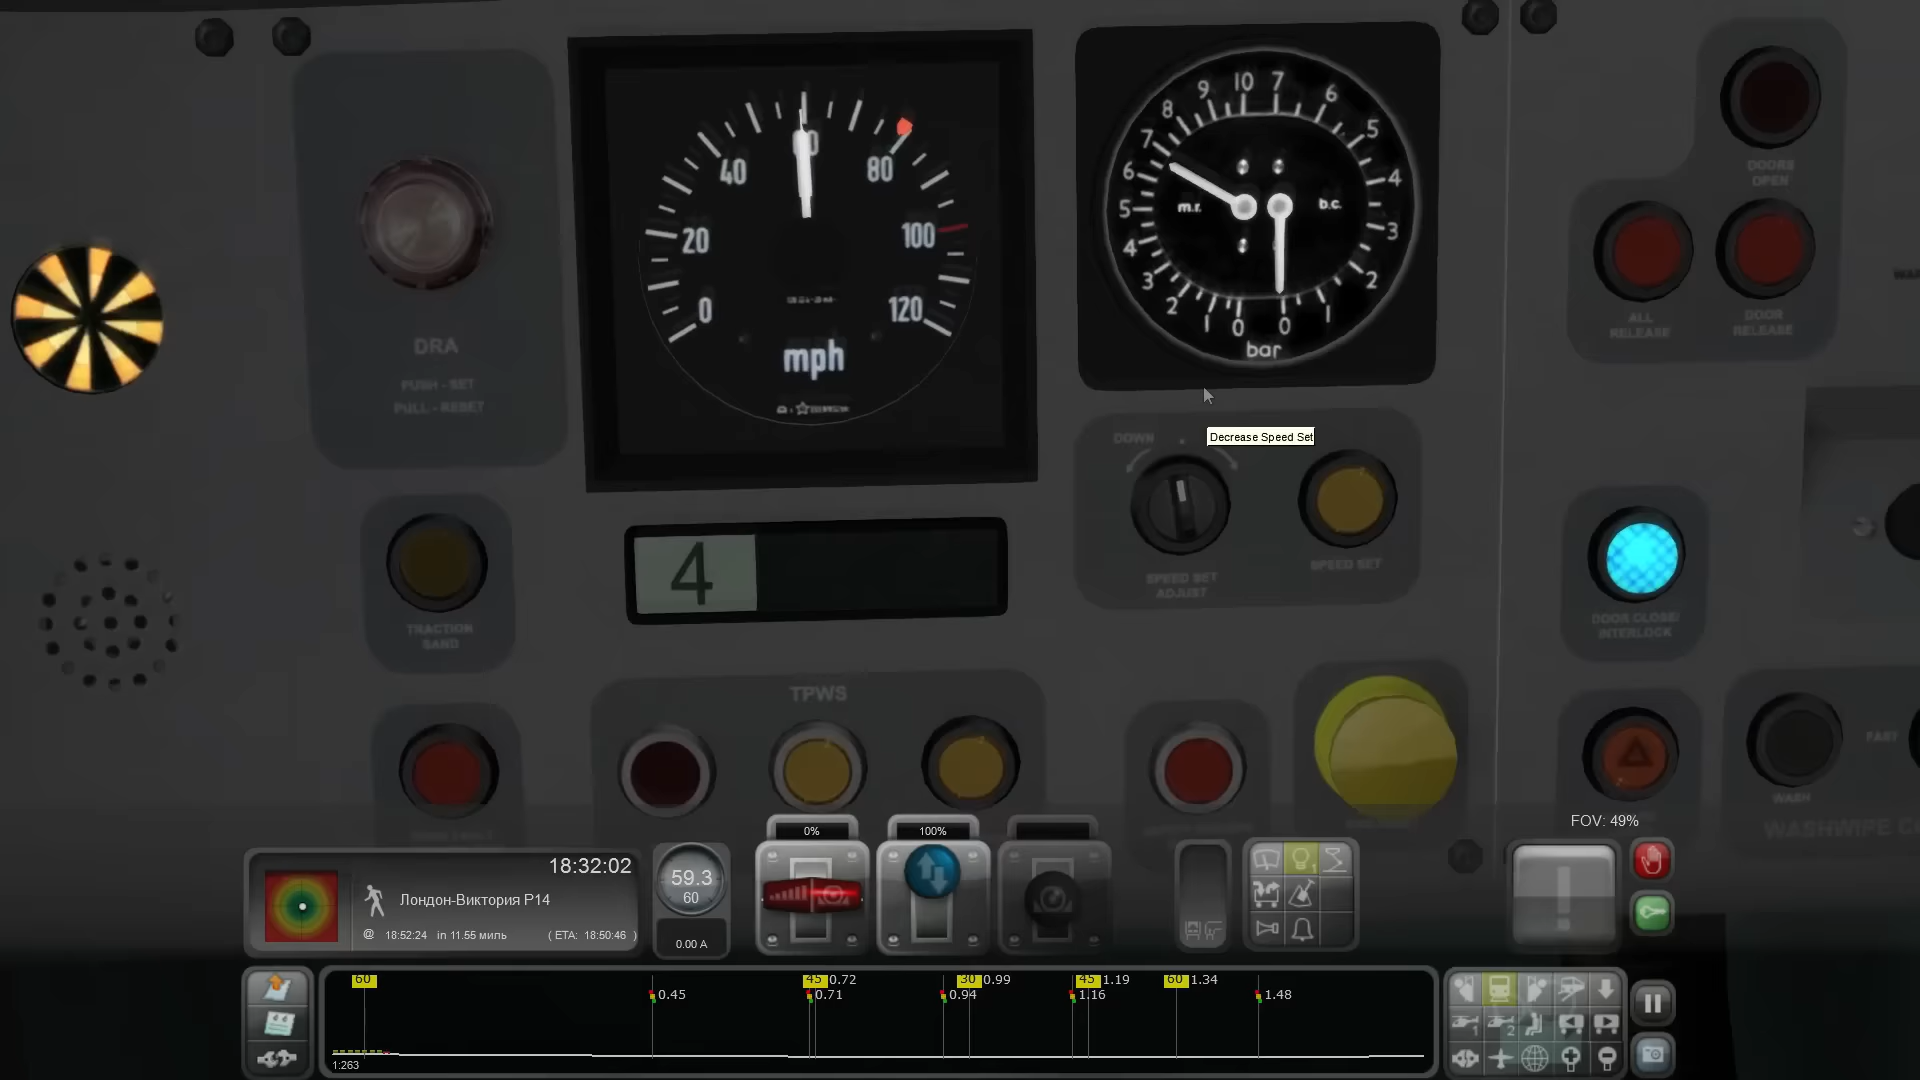 DOORS
OPEN
ALL
RELEASE
DOOR
RELEASE
DRA
PUSH - SET
PULL - RESET
0
20
40
80
100
120
mph
10 9 8 7 6 5 4 3 2 1 0
7 6 5 4 3 2 1 0
m.r.
b.c.
bar
DOWN
Decrease Speed Set
SPEED SET
ADJUST
SPEED SET
4
TRACTION
SAND
DOOR CLOSE/
INTERLOCK
TPWS
WASH
FOV: 49%
0%
100%
18:32:02
Лондон-Виктория P14
@ 18:52:24 in 11.55 миль ( ETA: 18:50:46 )
59.3
60
0.00 A
60
0.45
45 0.72
0.71
30 0.99
0.94
45 1.19
1.16
60 1.34
1.48
1:263
1
2